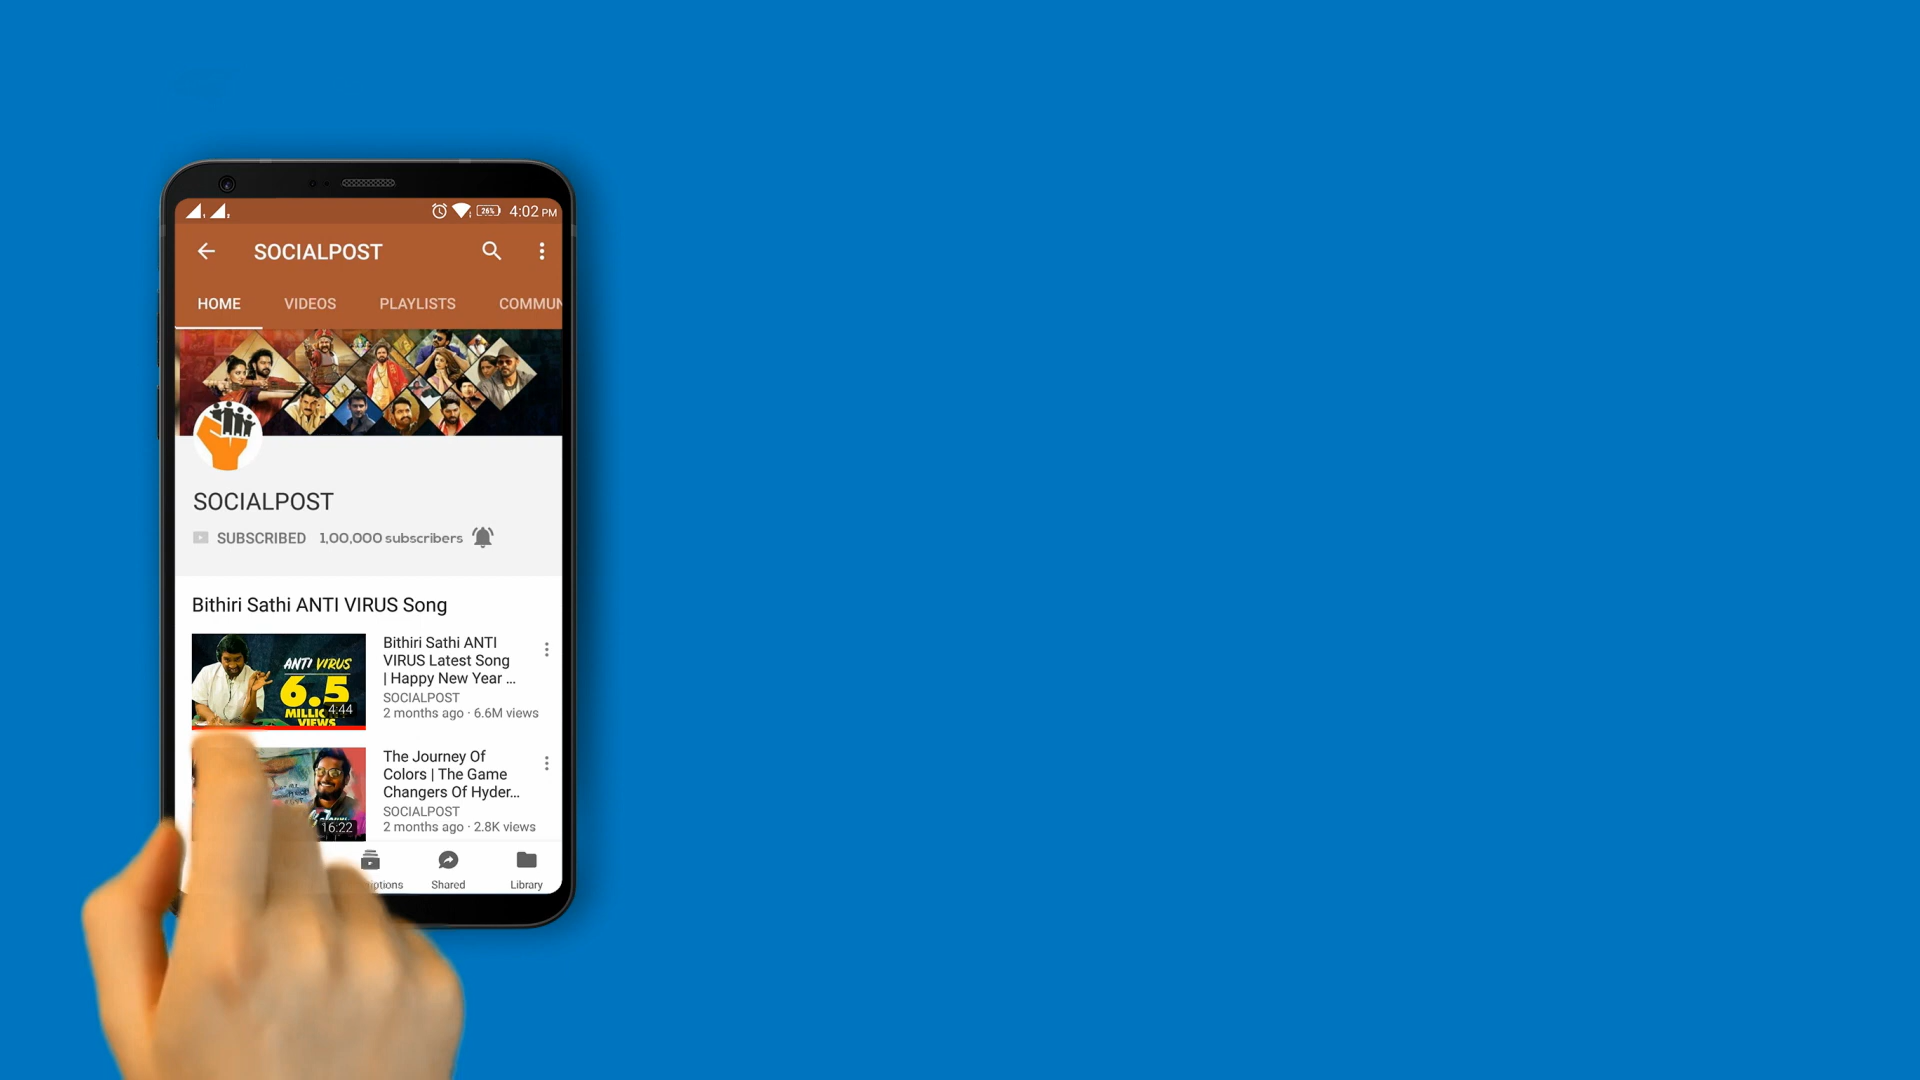 4:02 PM
26%
SOCIALPOST
HOME VIDEOS PLAYLISTS COMMUN
SOCIALPOST
SUBSCRIBED 1,00,000 subscribers
Bithiri Sathi ANTI VIRUS Song
ANTI VIRUS
6.5
4:44
VIEWS
Bithiri Sathi ANTI
VIRUS Latest Song
| Happy New Year ...
SOCIALPOST
2 months ago · 6.6M views
16:22
The Journey Of
Colors | The Game
Changers Of Hyder...
SOCIALPOST
2 months ago · 2.8K views
Shared Library